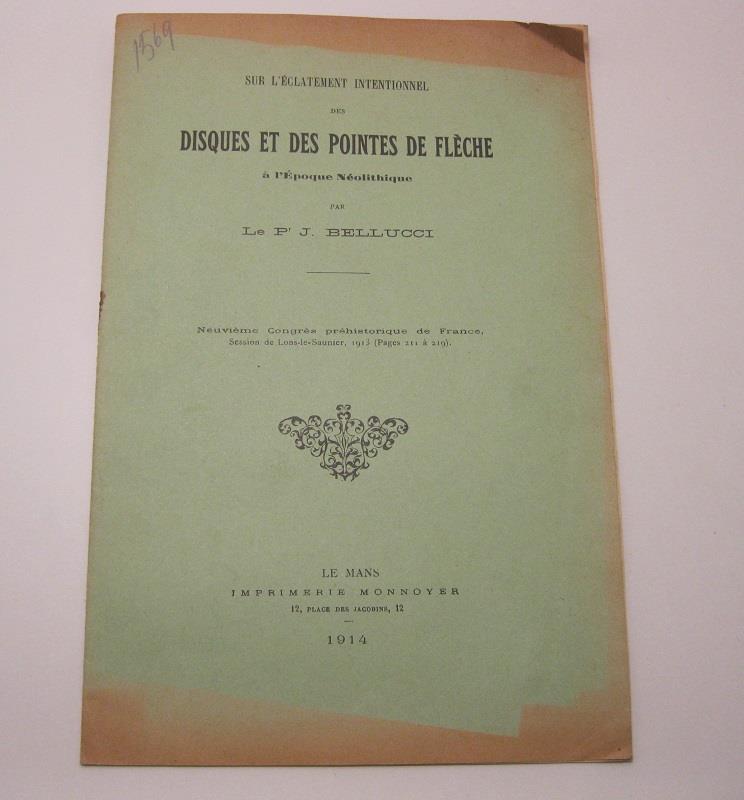 1569
SUR L'ÉCLATEMENT INTENTIONNEL
DES
DISQUES ET DES POINTES DE FLÈCHE
à l'Époque Néolithique
PAR
Le Pr J. BELLUCCI
Neuvième Congrès préhistorique de France,
Session de Lons-le-Saunier, 1913 (Pages 211 à 219).
LE MANS
IMPRIMERIE MONNOYER
12, PLACE DES JACOBINS, 12
1914